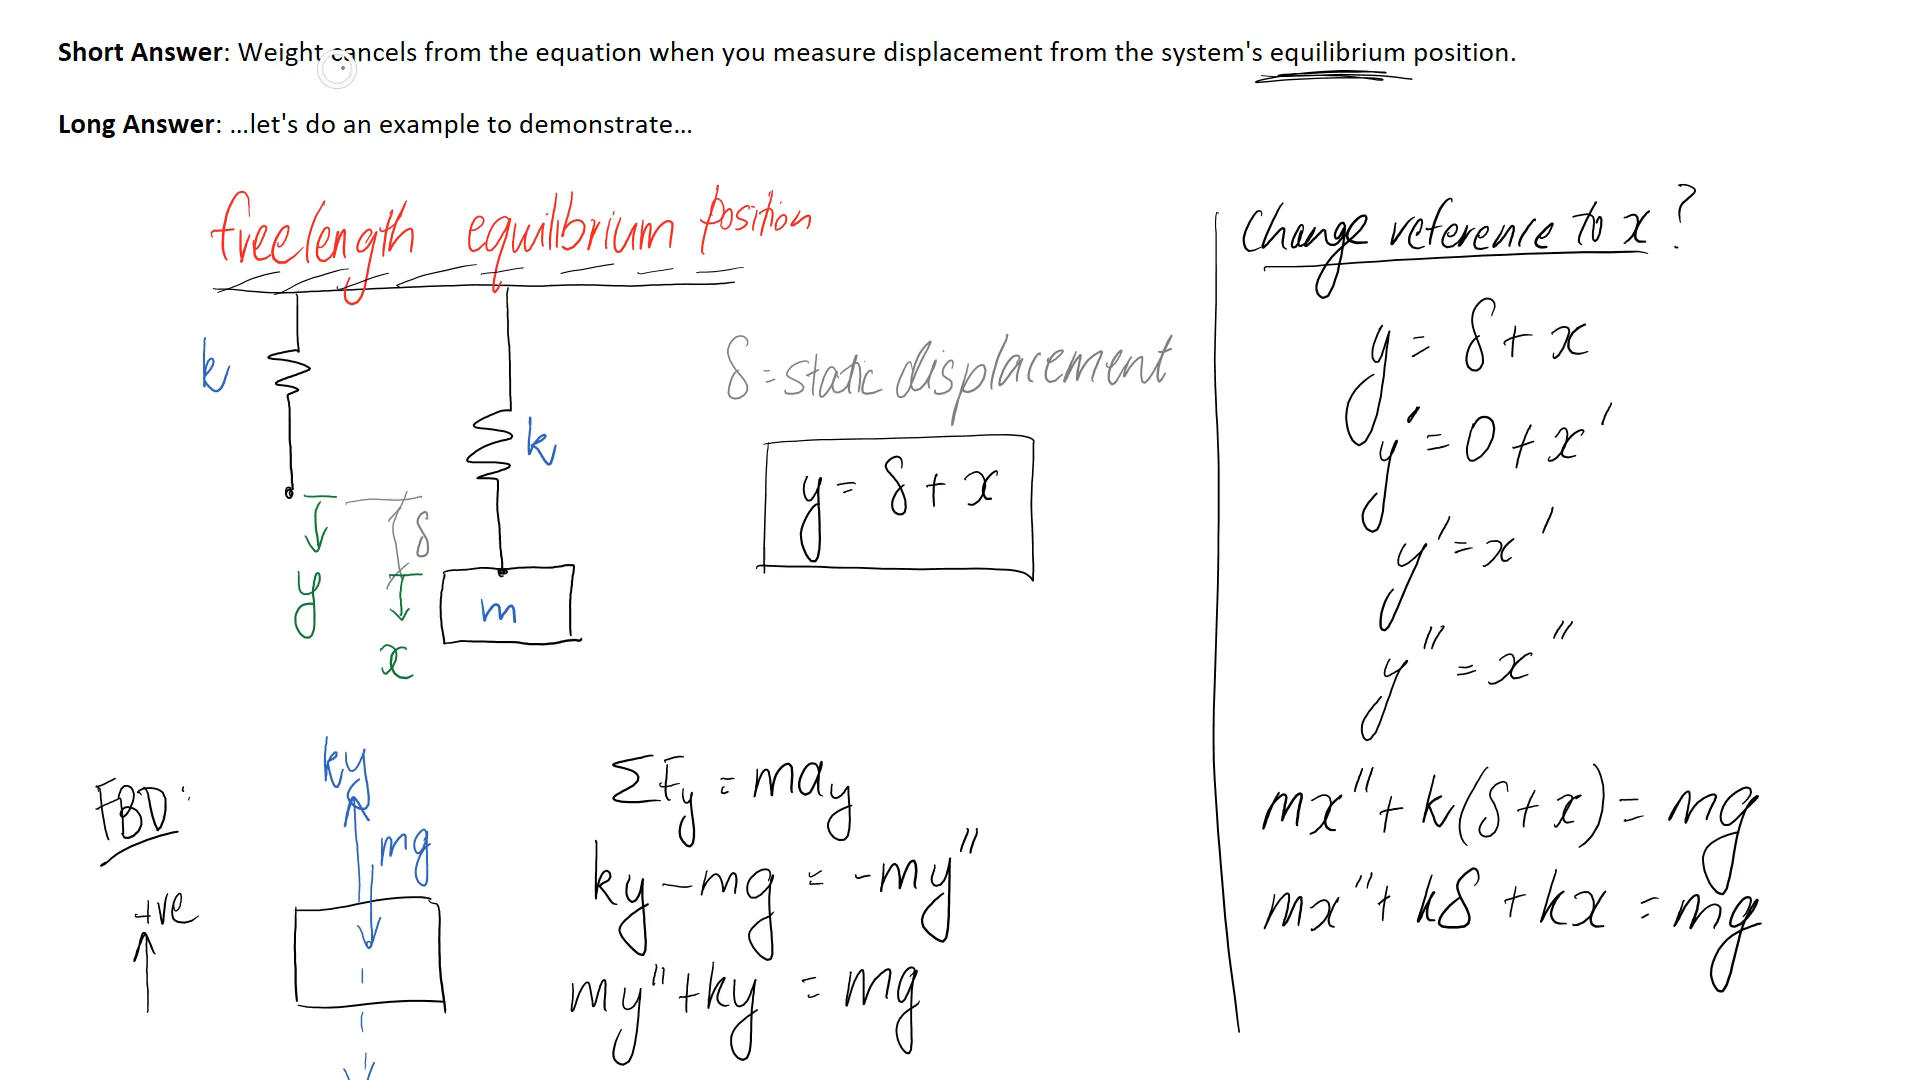 Short Answer: Weight cancels from the equation when you measure displacement from the system's equilibrium position.
Long Answer: ...let's do an example to demonstrate...
freelength equilibrium position
k
k
δ = static displacement
y = δ + x
δ
y
m
x
FBD:
+ve
ky
mg
ΣFy = may
ky - mg = -my''
my'' + ky = mg
Change reference to x?
y = δ + x
y' = 0 + x'
y' = x'
y'' = x''
mx'' + k(δ + x) = mg
mx'' + kδ + kx = mg